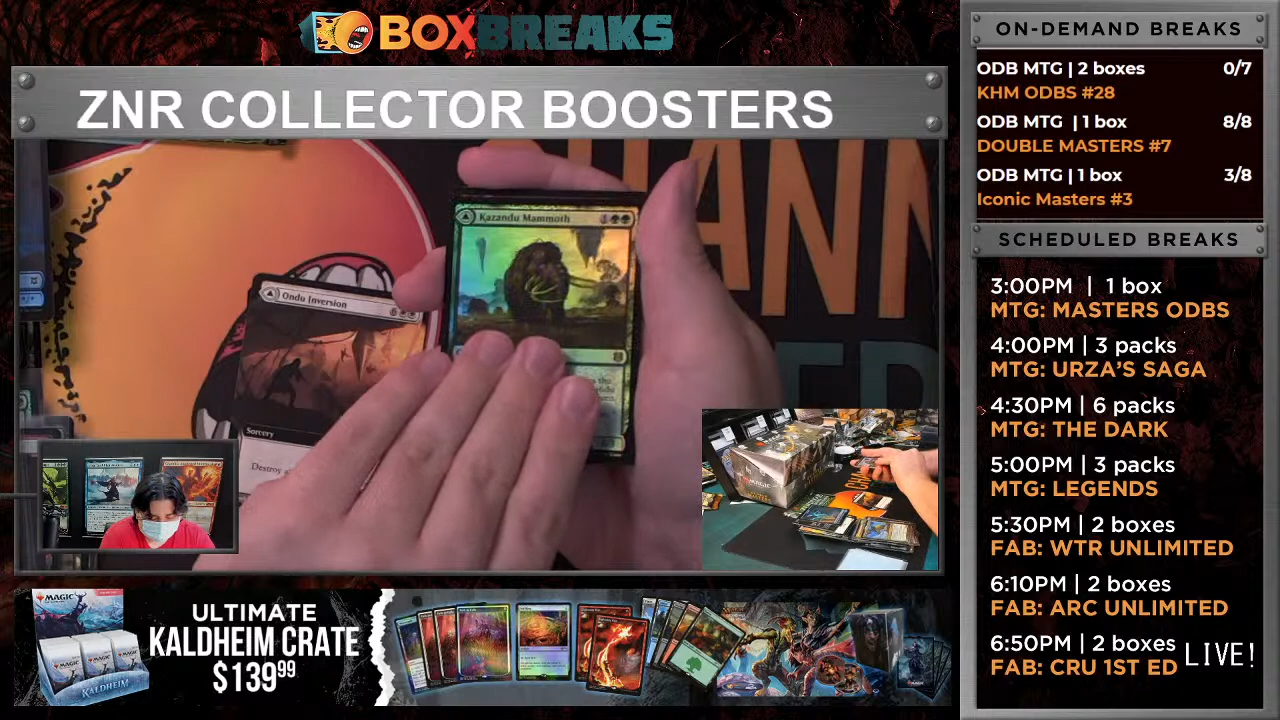 BOXBREAKS
ZNR COLLECTOR BOOSTERS
Kazandu Mammoth
Ondu Inversion
Sorcery
Destroy
MAGIC
ULTIMATE
KALDHEIM CRATE
$139.99
MAGIC
KALDHEIM
ON-DEMAND BREAKS
ODB MTG | 2 boxes 0/7
KHM ODBS #28
ODB MTG | 1 box 8/8
DOUBLE MASTERS #7
ODB MTG | 1 box 3/8
Iconic Masters #3
SCHEDULED BREAKS
3:00PM | 1 box
MTG: MASTERS ODBS
4:00PM | 3 packs
MTG: URZA'S SAGA
4:30PM | 6 packs
MTG: THE DARK
5:00PM | 3 packs
MTG: LEGENDS
5:30PM | 2 boxes
FAB: WTR UNLIMITED
6:10PM | 2 boxes
FAB: ARC UNLIMITED
6:50PM | 2 boxes
FAB: CRU 1ST ED
LIVE!